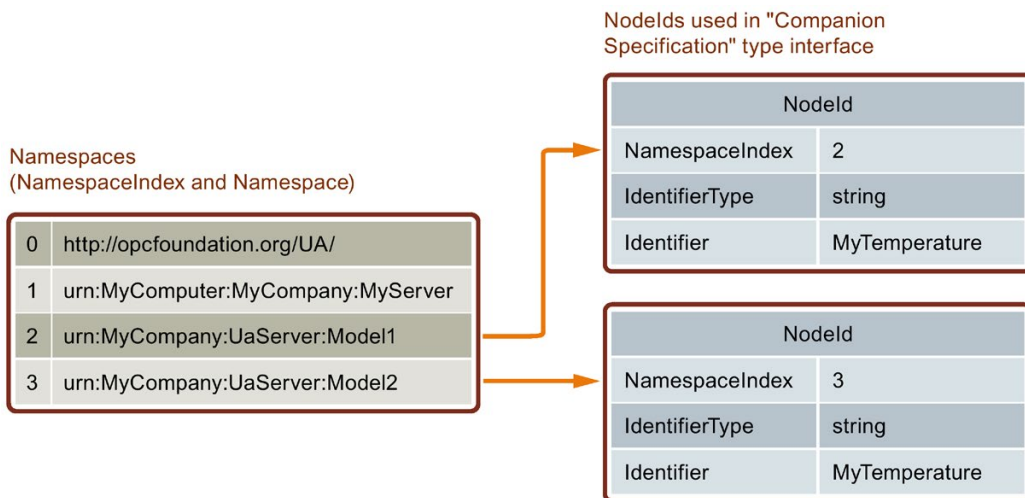 NodeIds used in "Companion
Specification" type interface
Namespaces
(NamespaceIndex and Namespace)
0 http://opcfoundation.org/UA/
1 urn:MyComputer:MyCompany:MyServer
2 urn:MyCompany:UaServer:Model1
3 urn:MyCompany:UaServer:Model2
NodeId
NamespaceIndex 2
IdentifierType string
Identifier MyTemperature
NodeId
NamespaceIndex 3
IdentifierType string
Identifier MyTemperature